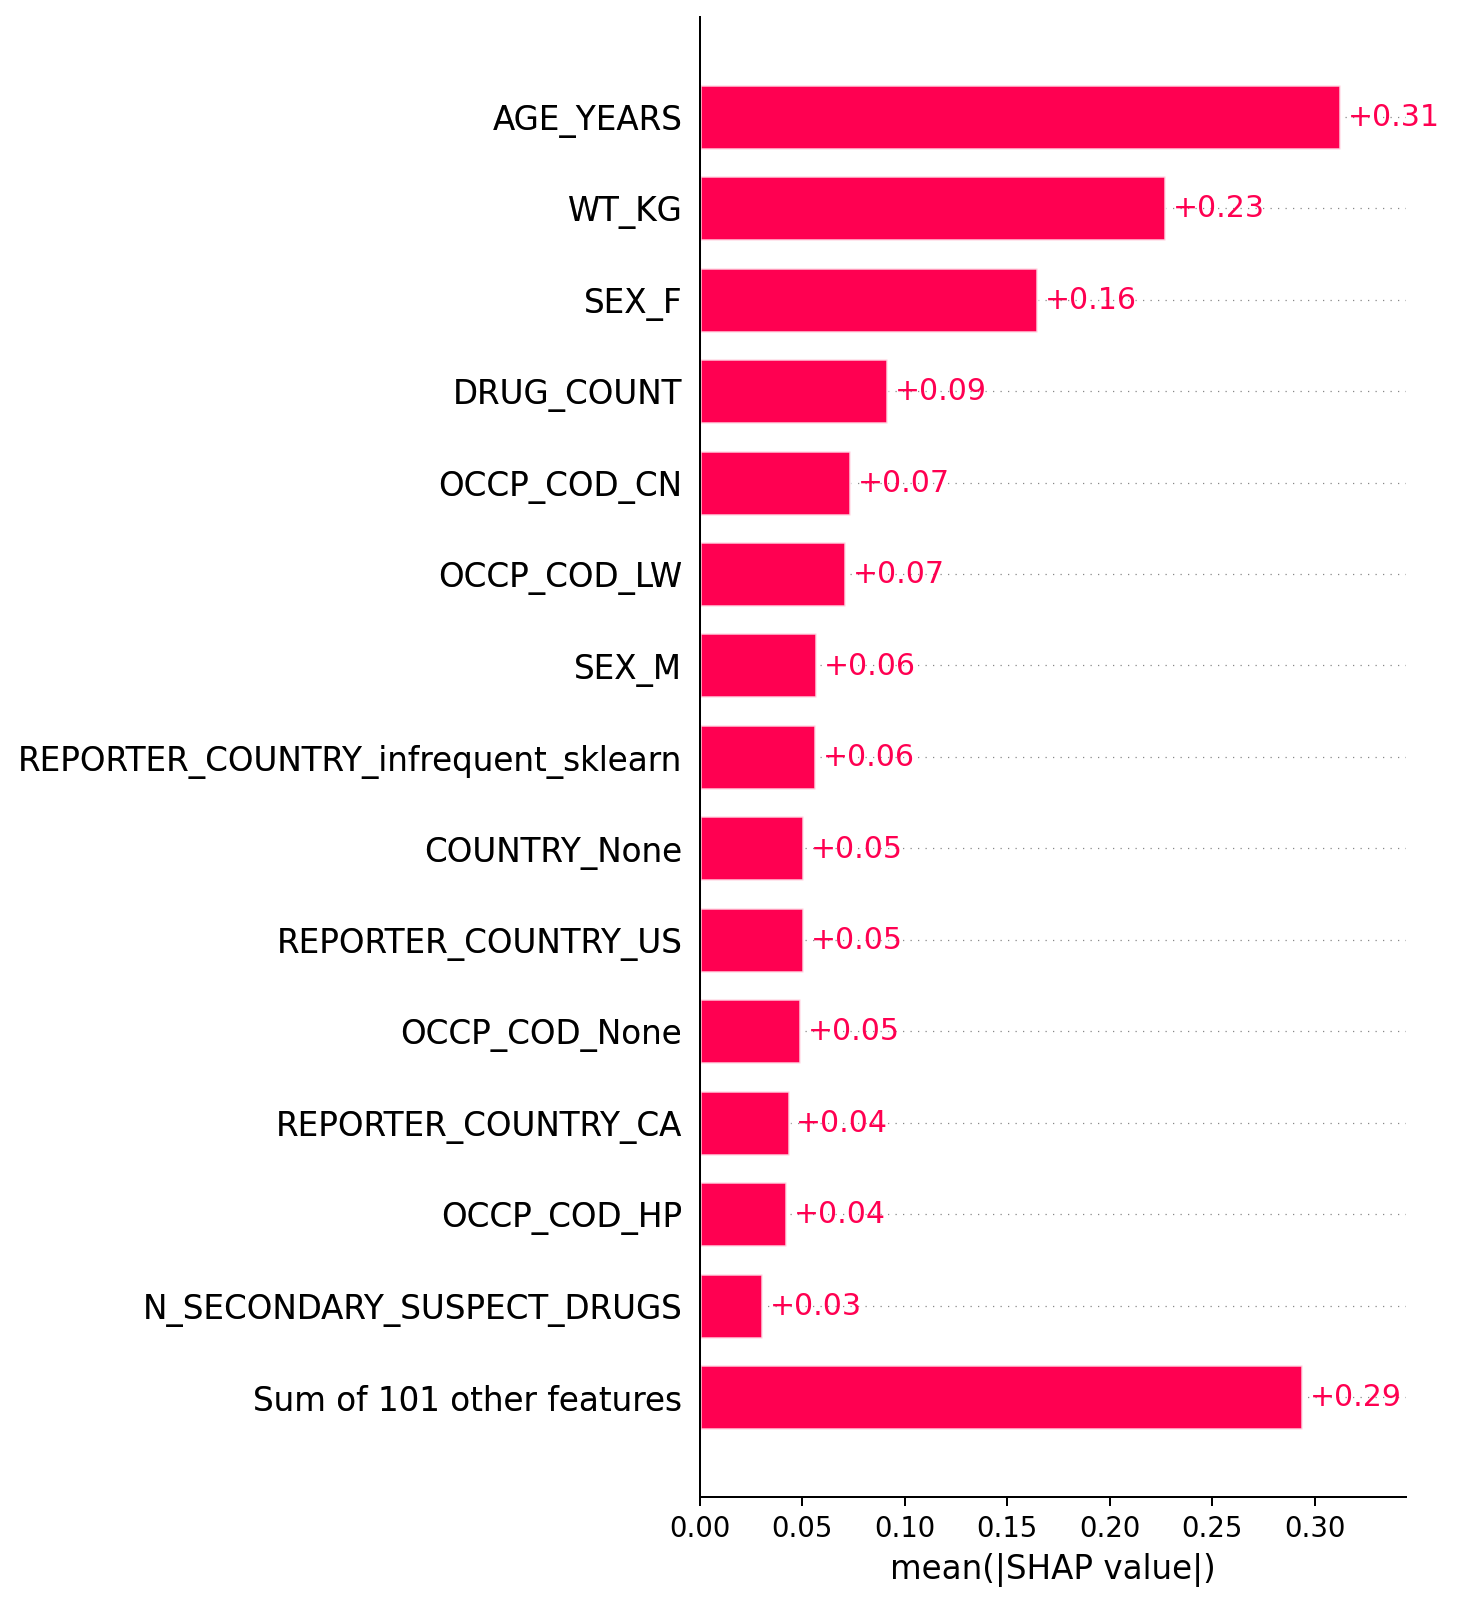 AGE_YEARS +0.31
WT_KG +0.23
SEX_F +0.16
DRUG_COUNT +0.09
OCCP_COD_CN +0.07
OCCP_COD_LW +0.07
SEX_M +0.06
REPORTER_COUNTRY_infrequent_sklearn +0.06
COUNTRY_None +0.05
REPORTER_COUNTRY_US +0.05
OCCP_COD_None +0.05
REPORTER_COUNTRY_CA +0.04
OCCP_COD_HP +0.04
N_SECONDARY_SUSPECT_DRUGS +0.03
Sum of 101 other features +0.29
0.00 0.05 0.10 0.15 0.20 0.25 0.30
mean(|SHAP value|)